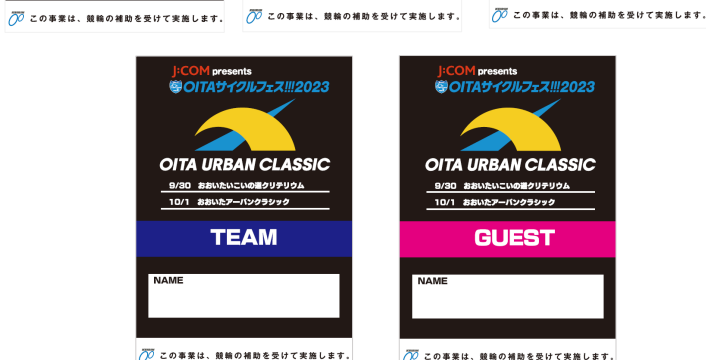 この事業は、競輪の補助を受けて実施します。
この事業は、競輪の補助を受けて実施します。
この事業は、競輪の補助を受けて実施します。
J:COM presents
OITAサイクルフェス!!!2023
OITA URBAN CLASSIC
9/30 おおいたいこいの道クリテリウム
10/1 おおいたアーバンクラシック
TEAM
NAME
この事業は、競輪の補助を受けて実施します。
J:COM presents
OITAサイクルフェス!!!2023
OITA URBAN CLASSIC
9/30 おおいたいこいの道クリテリウム
10/1 おおいたアーバンクラシック
GUEST
NAME
この事業は、競輪の補助を受けて実施します。